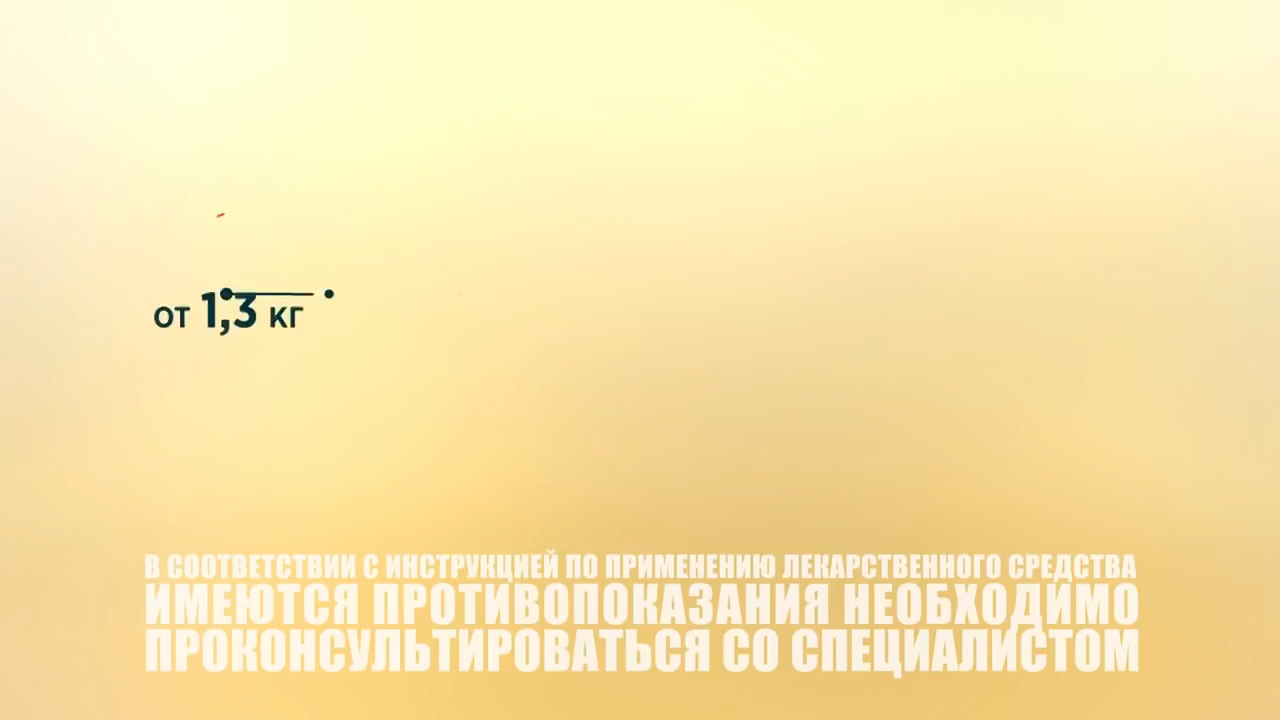 от 1,3 кг
В СООТВЕТСТВИИ С ИНСТРУКЦИЕЙ ПО ПРИМЕНЕНИЮ ЛЕКАРСТВЕННОГО СРЕДСТВА
ИМЕЮТСЯ ПРОТИВОПОКАЗАНИЯ НЕОБХОДИМО
ПРОКОНСУЛЬТИРОВАТЬСЯ СО СПЕЦИАЛИСТОМ